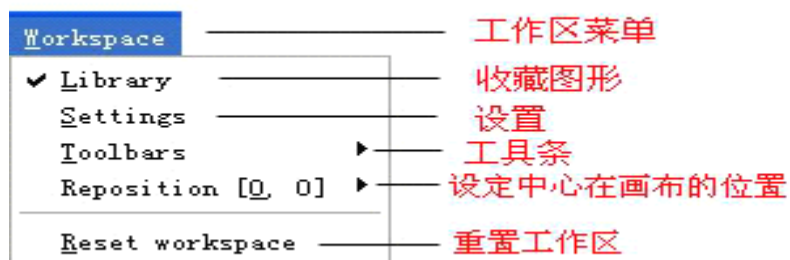 Workspace 工作区菜单
Library 收藏图形
Settings 设置
Toolbars 工具条
Reposition [0, 0] 设定中心在画布的位置
Reset workspace 重置工作区